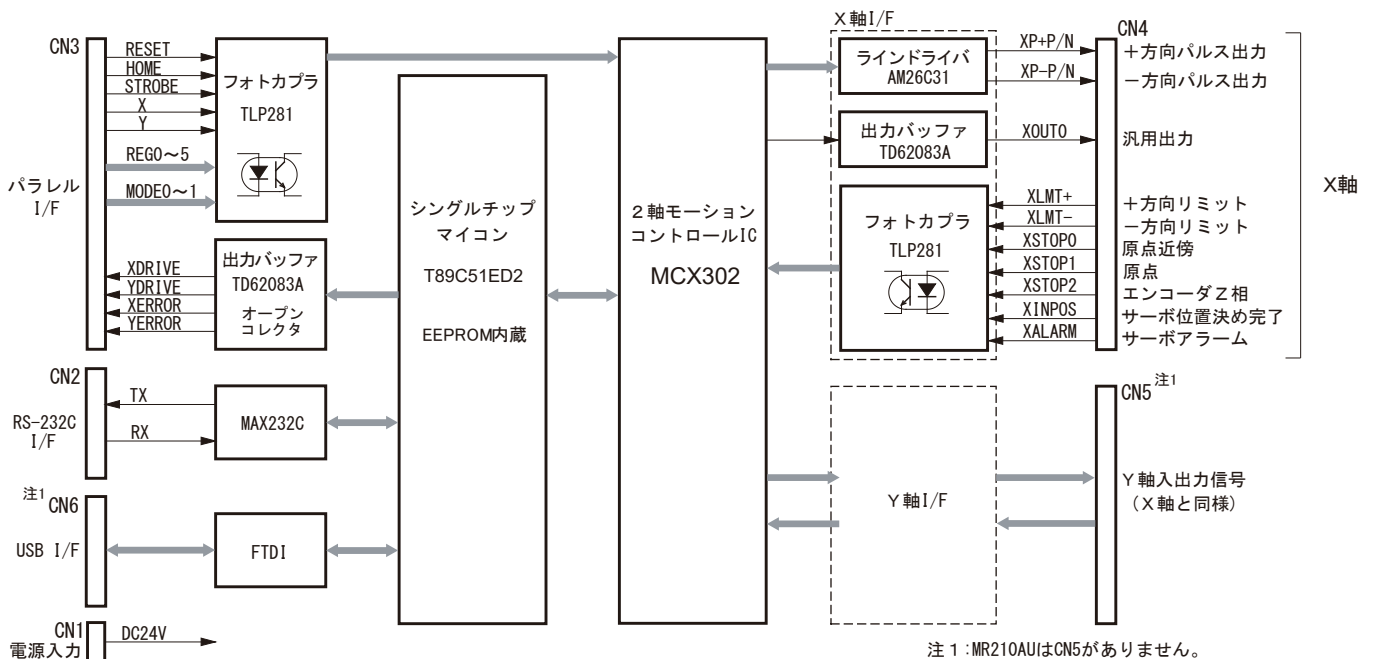 CN3
パラレル
I/F
RESET
HOME
STROBE
X
Y
REG0～5
MODE0～1
フォトカプラ
TLP281
XDRIVE
YDRIVE
XERROR
YERROR
出力バッファ
TD62083A
オープン
コレクタ
CN2
RS-232C
I/F
TX
RX
MAX232C
注1
CN6
USB I/F
FTDI
CN1
電源入力
DC24V
シングルチップ
マイコン
T89C51ED2
EEPROM内蔵
2軸モーション
コントロールIC
MCX302
X軸I/F
ラインドライバ
AM26C31
出力バッファ
TD62083A
フォトカプラ
TLP281
XP+P/N
XP-P/N
XOUT0
XLMT+
XLMT-
XSTOP0
XSTOP1
XSTOP2
XINPOS
XALARM
CN4
＋方向パルス出力
－方向パルス出力
汎用出力
＋方向リミット
－方向リミット
原点近傍
原点
エンコーダZ相
サーボ位置決め完了
サーボアラーム
X軸
Y軸I/F
CN5 注1
Y軸入出力信号
（X軸と同様）
注1：MR210AUはCN5がありません。